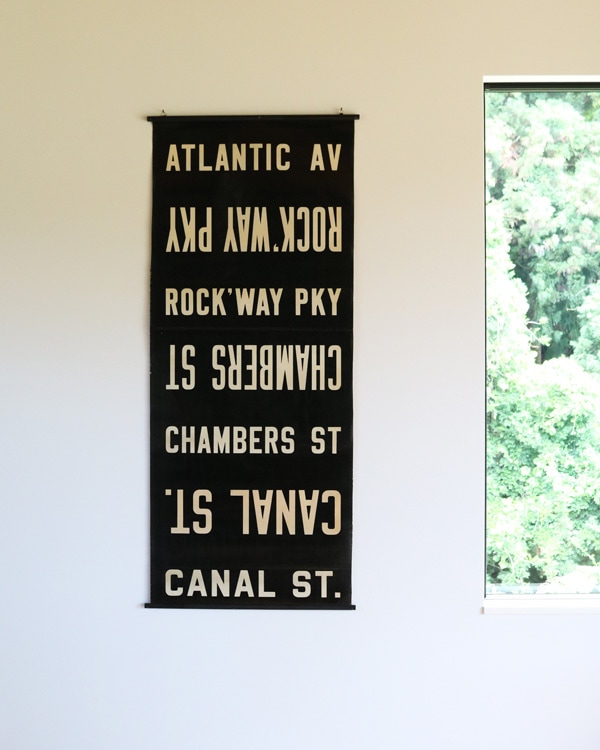 ATLANTIC AV
ROCK'WAY PKY
ROCK'WAY PKY
CHAMBERS ST
CHAMBERS ST
CANAL ST.
CANAL ST.